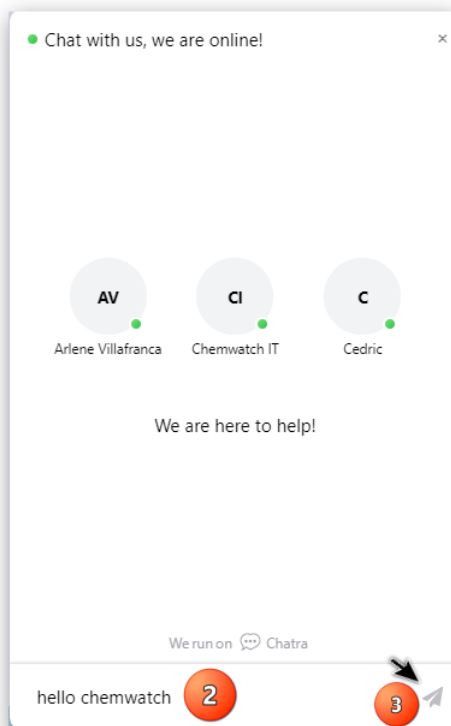 Chat with us, we are online!
×
AV CI C
Arlene Villafranca Chemwatch IT Cedric
We are here to help!
We run on Chatra
hello chemwatch 2 3